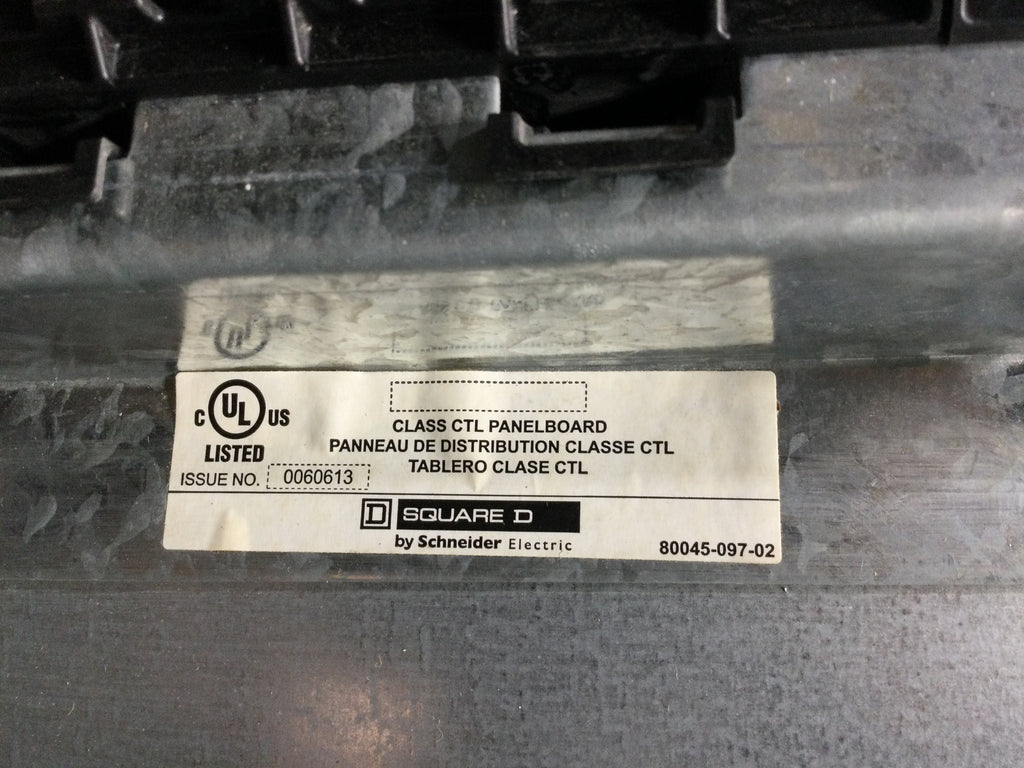 C UL US
LISTED
CLASS CTL PANELBOARD
PANNEAU DE DISTRIBUTION CLASSE CTL
TABLERO CLASE CTL
ISSUE NO. 0060613
D SQUARE D
by Schneider Electric
80045-097-02